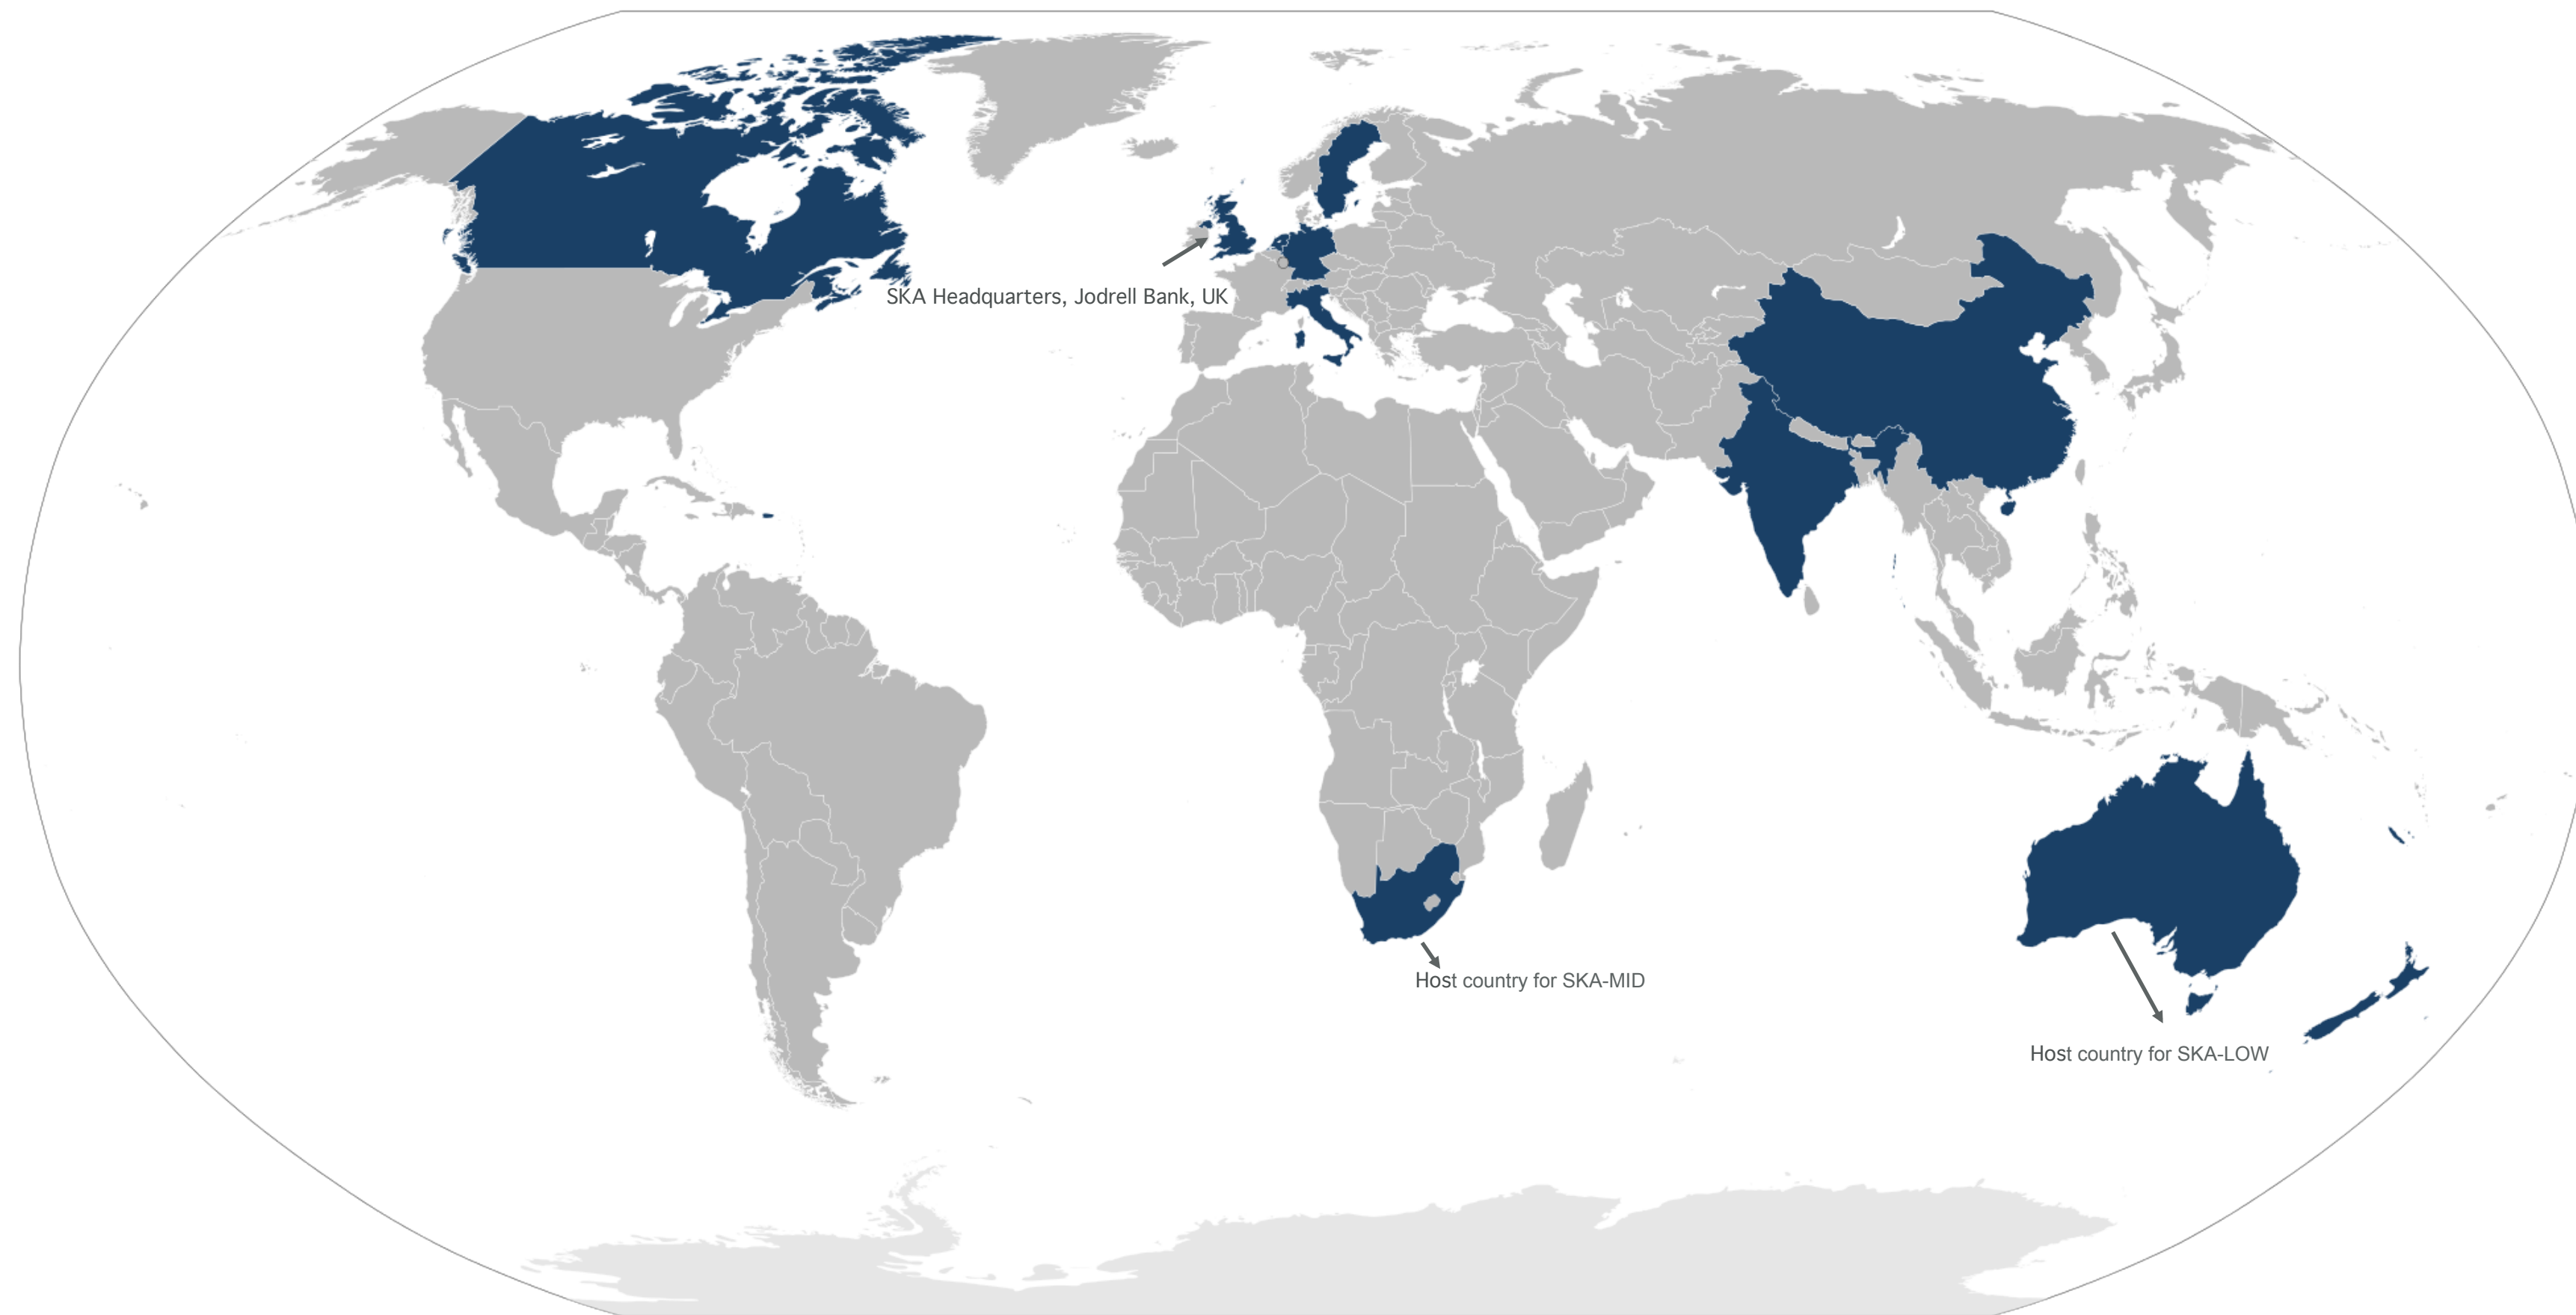 SKA Headquarters, Jodrell Bank, UK
Host country for SKA-MID
Host country for SKA-LOW